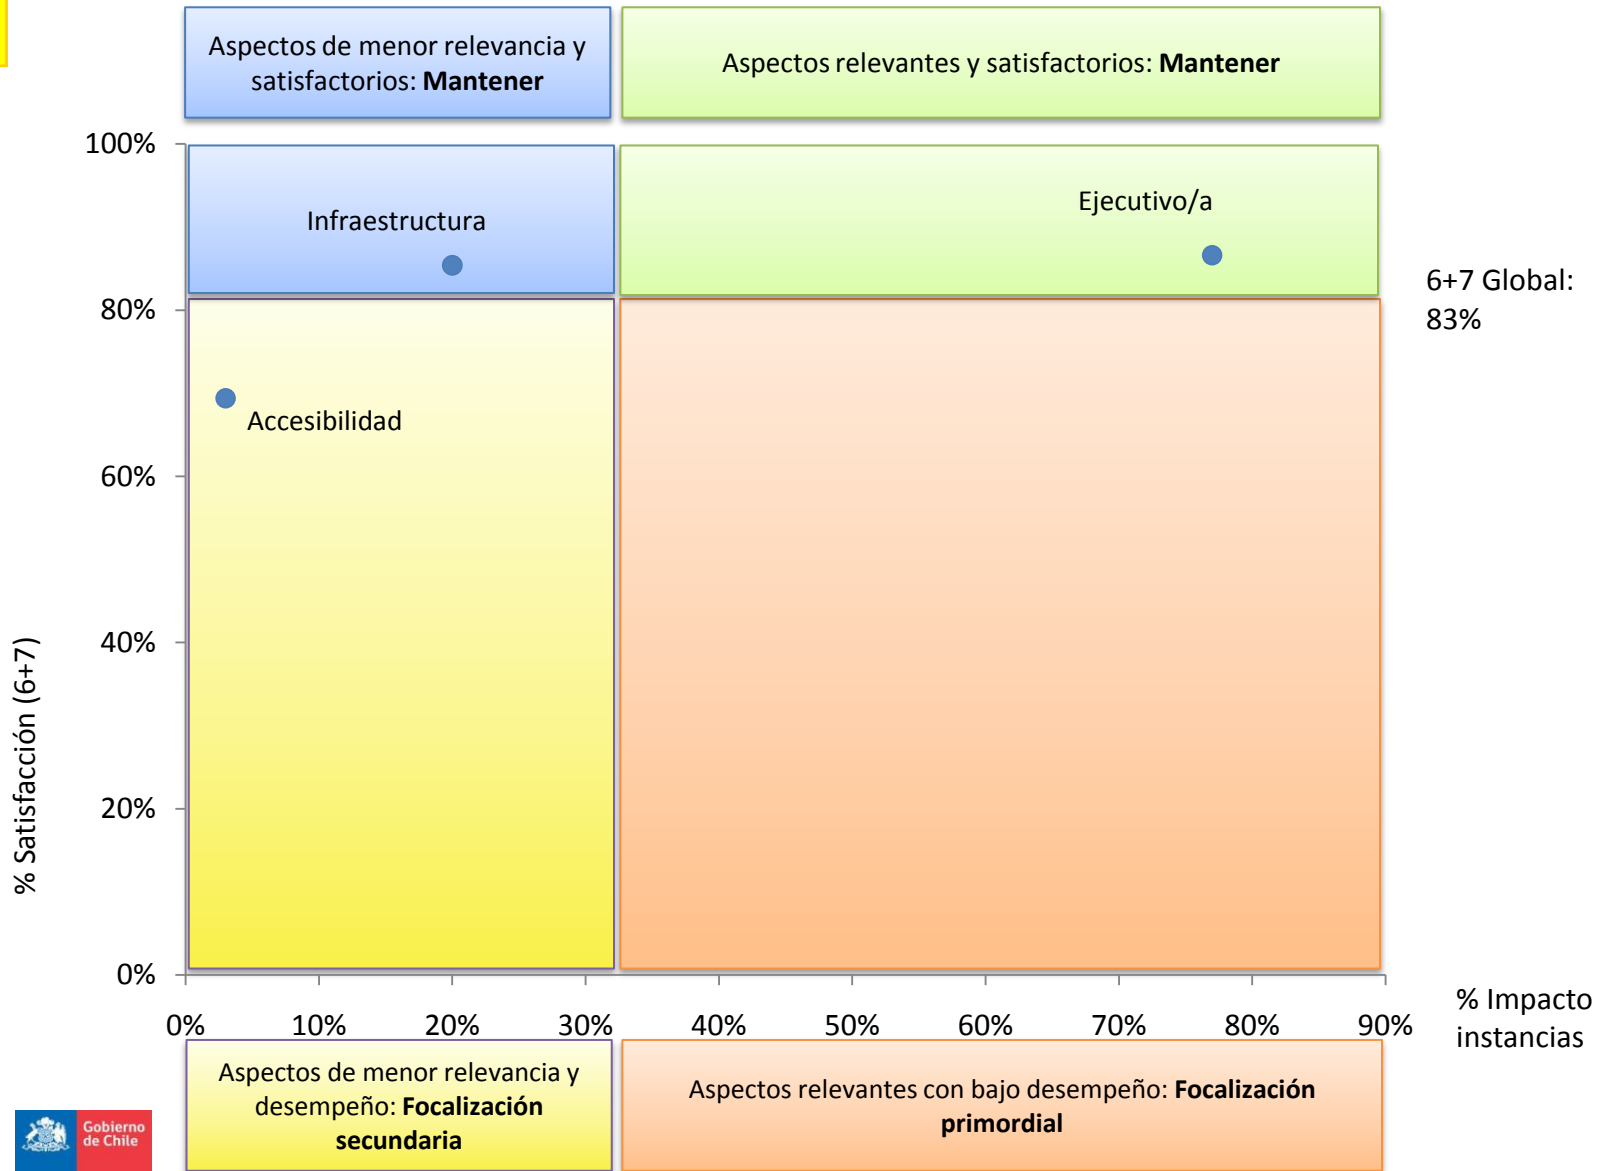 Aspectos de menor relevancia y
satisfactorios: Mantener
Aspectos relevantes y satisfactorios: Mantener
100%
80%
60%
40%
20%
0%
% Satisfacción (6+7)
Infraestructura
Ejecutivo/a
Accesibilidad
6+7 Global:
83%
0% 10% 20% 30% 40% 50% 60% 70% 80% 90%
% Impacto
instancias
Aspectos de menor relevancia y
desempeño: Focalización
secundaria
Aspectos relevantes con bajo desempeño: Focalización
primordial
Gobierno
de Chile